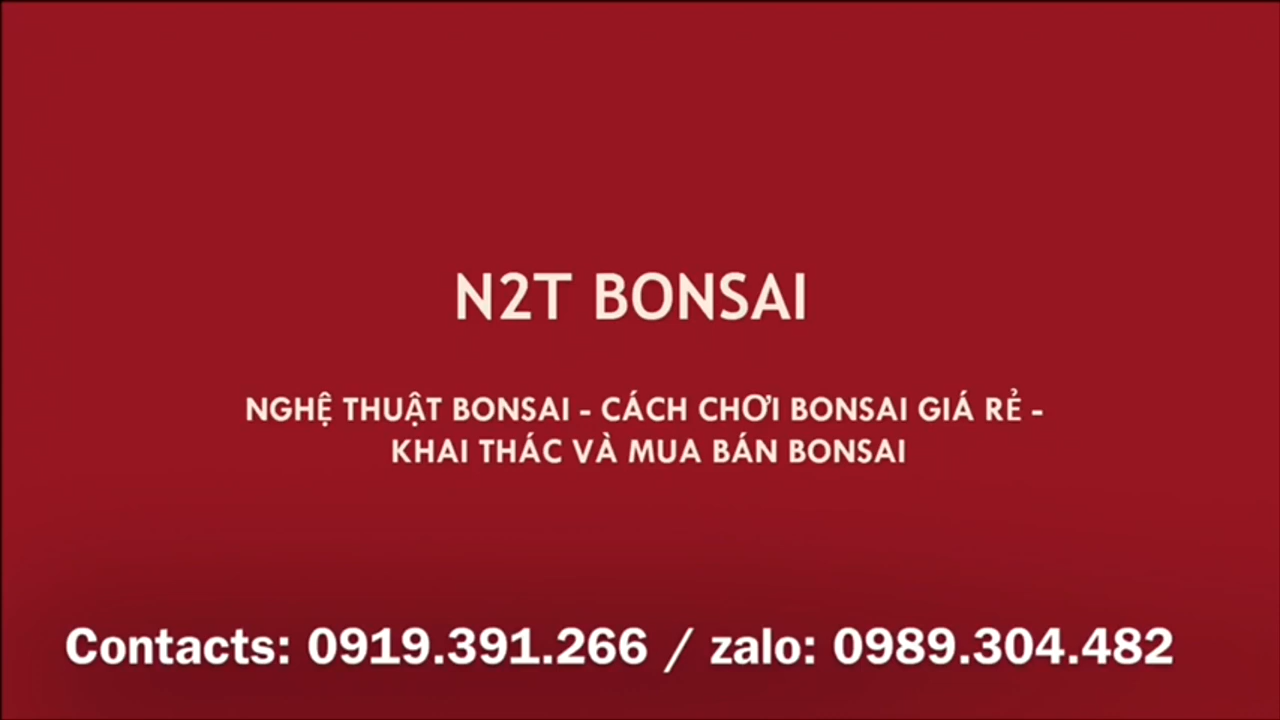 N2T BONSAI
NGHỆ THUẬT BONSAI - CÁCH CHƠI BONSAI GIÁ RẺ -
KHAI THÁC VÀ MUA BÁN BONSAI
Contacts: 0919.391.266 / zalo: 0989.304.482